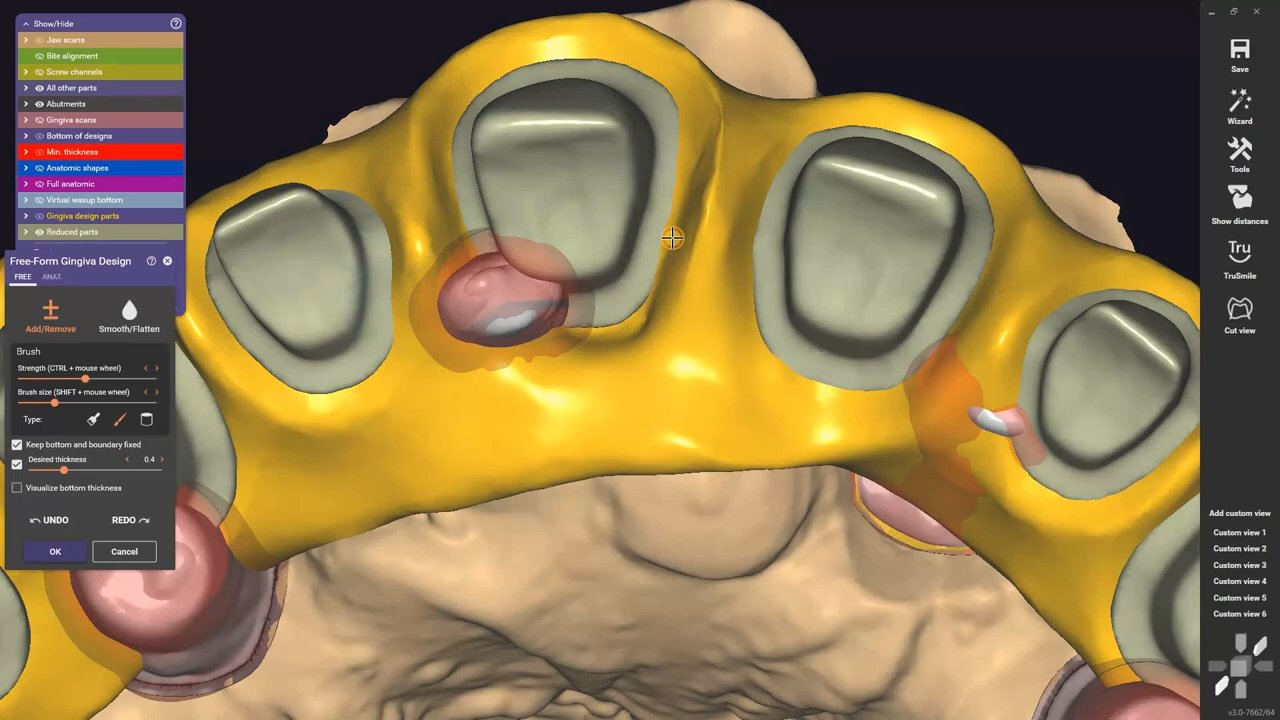 Show/Hide
Jaw scans
Bite alignment
Screw channels
All other parts
Abutments
Gingiva scans
Bottom of designs
Min. thickness
Anatomic shapes
Full anatomic
Virtual waxup bottom
Gingiva design parts
Reduced parts
Free-Form Gingiva Design
FREE ANAT.
Add/Remove Smooth/Flatten
Brush
Strength (CTRL + mouse wheel)
Brush size (SHIFT + mouse wheel)
Type:
Keep bottom and boundary fixed
Desired thickness 0.4
Visualize bottom thickness
UNDO REDO
OK Cancel
Save
Wizard
Tools
Show distances
Tru
TruSmile
Cut view
Add custom view
Custom view 1
Custom view 2
Custom view 3
Custom view 4
Custom view 5
Custom view 6
v3.0-7662/64